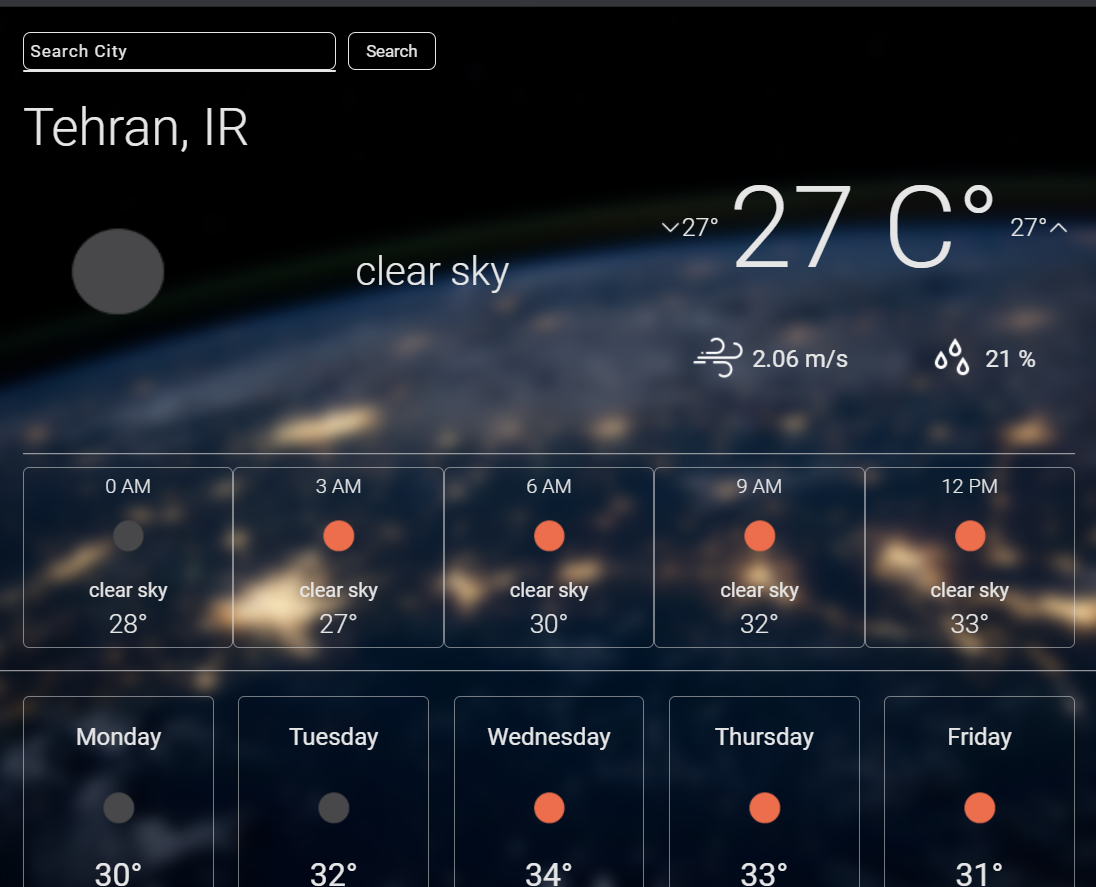 Search City Search
Tehran, IR
27° 27 C° 27°
clear sky
2.06 m/s 21 %
0 AM 3 AM 6 AM 9 AM 12 PM
clear sky clear sky clear sky clear sky clear sky
28° 27° 30° 32° 33°
Monday Tuesday Wednesday Thursday Friday
30° 32° 34° 33° 31°